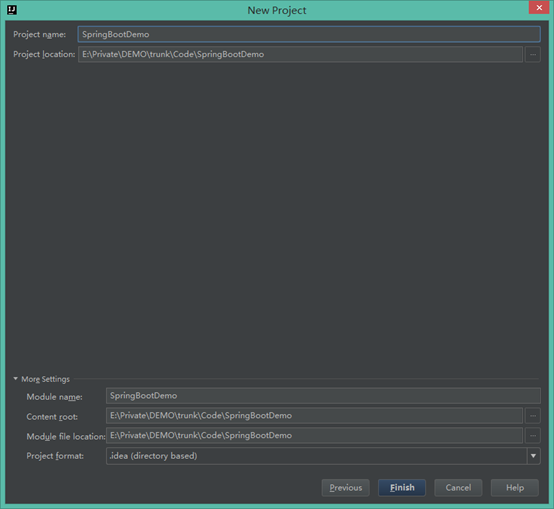 New Project
Project name: SpringBootDemo
Project location: E:\Private\DEMO\trunk\Code\SpringBootDemo ...
More Settings
Module name: SpringBootDemo
Content root: E:\Private\DEMO\trunk\Code\SpringBootDemo ...
Module file location: E:\Private\DEMO\trunk\Code\SpringBootDemo ...
Project format: .idea (directory based)
Previous Finish Cancel Help